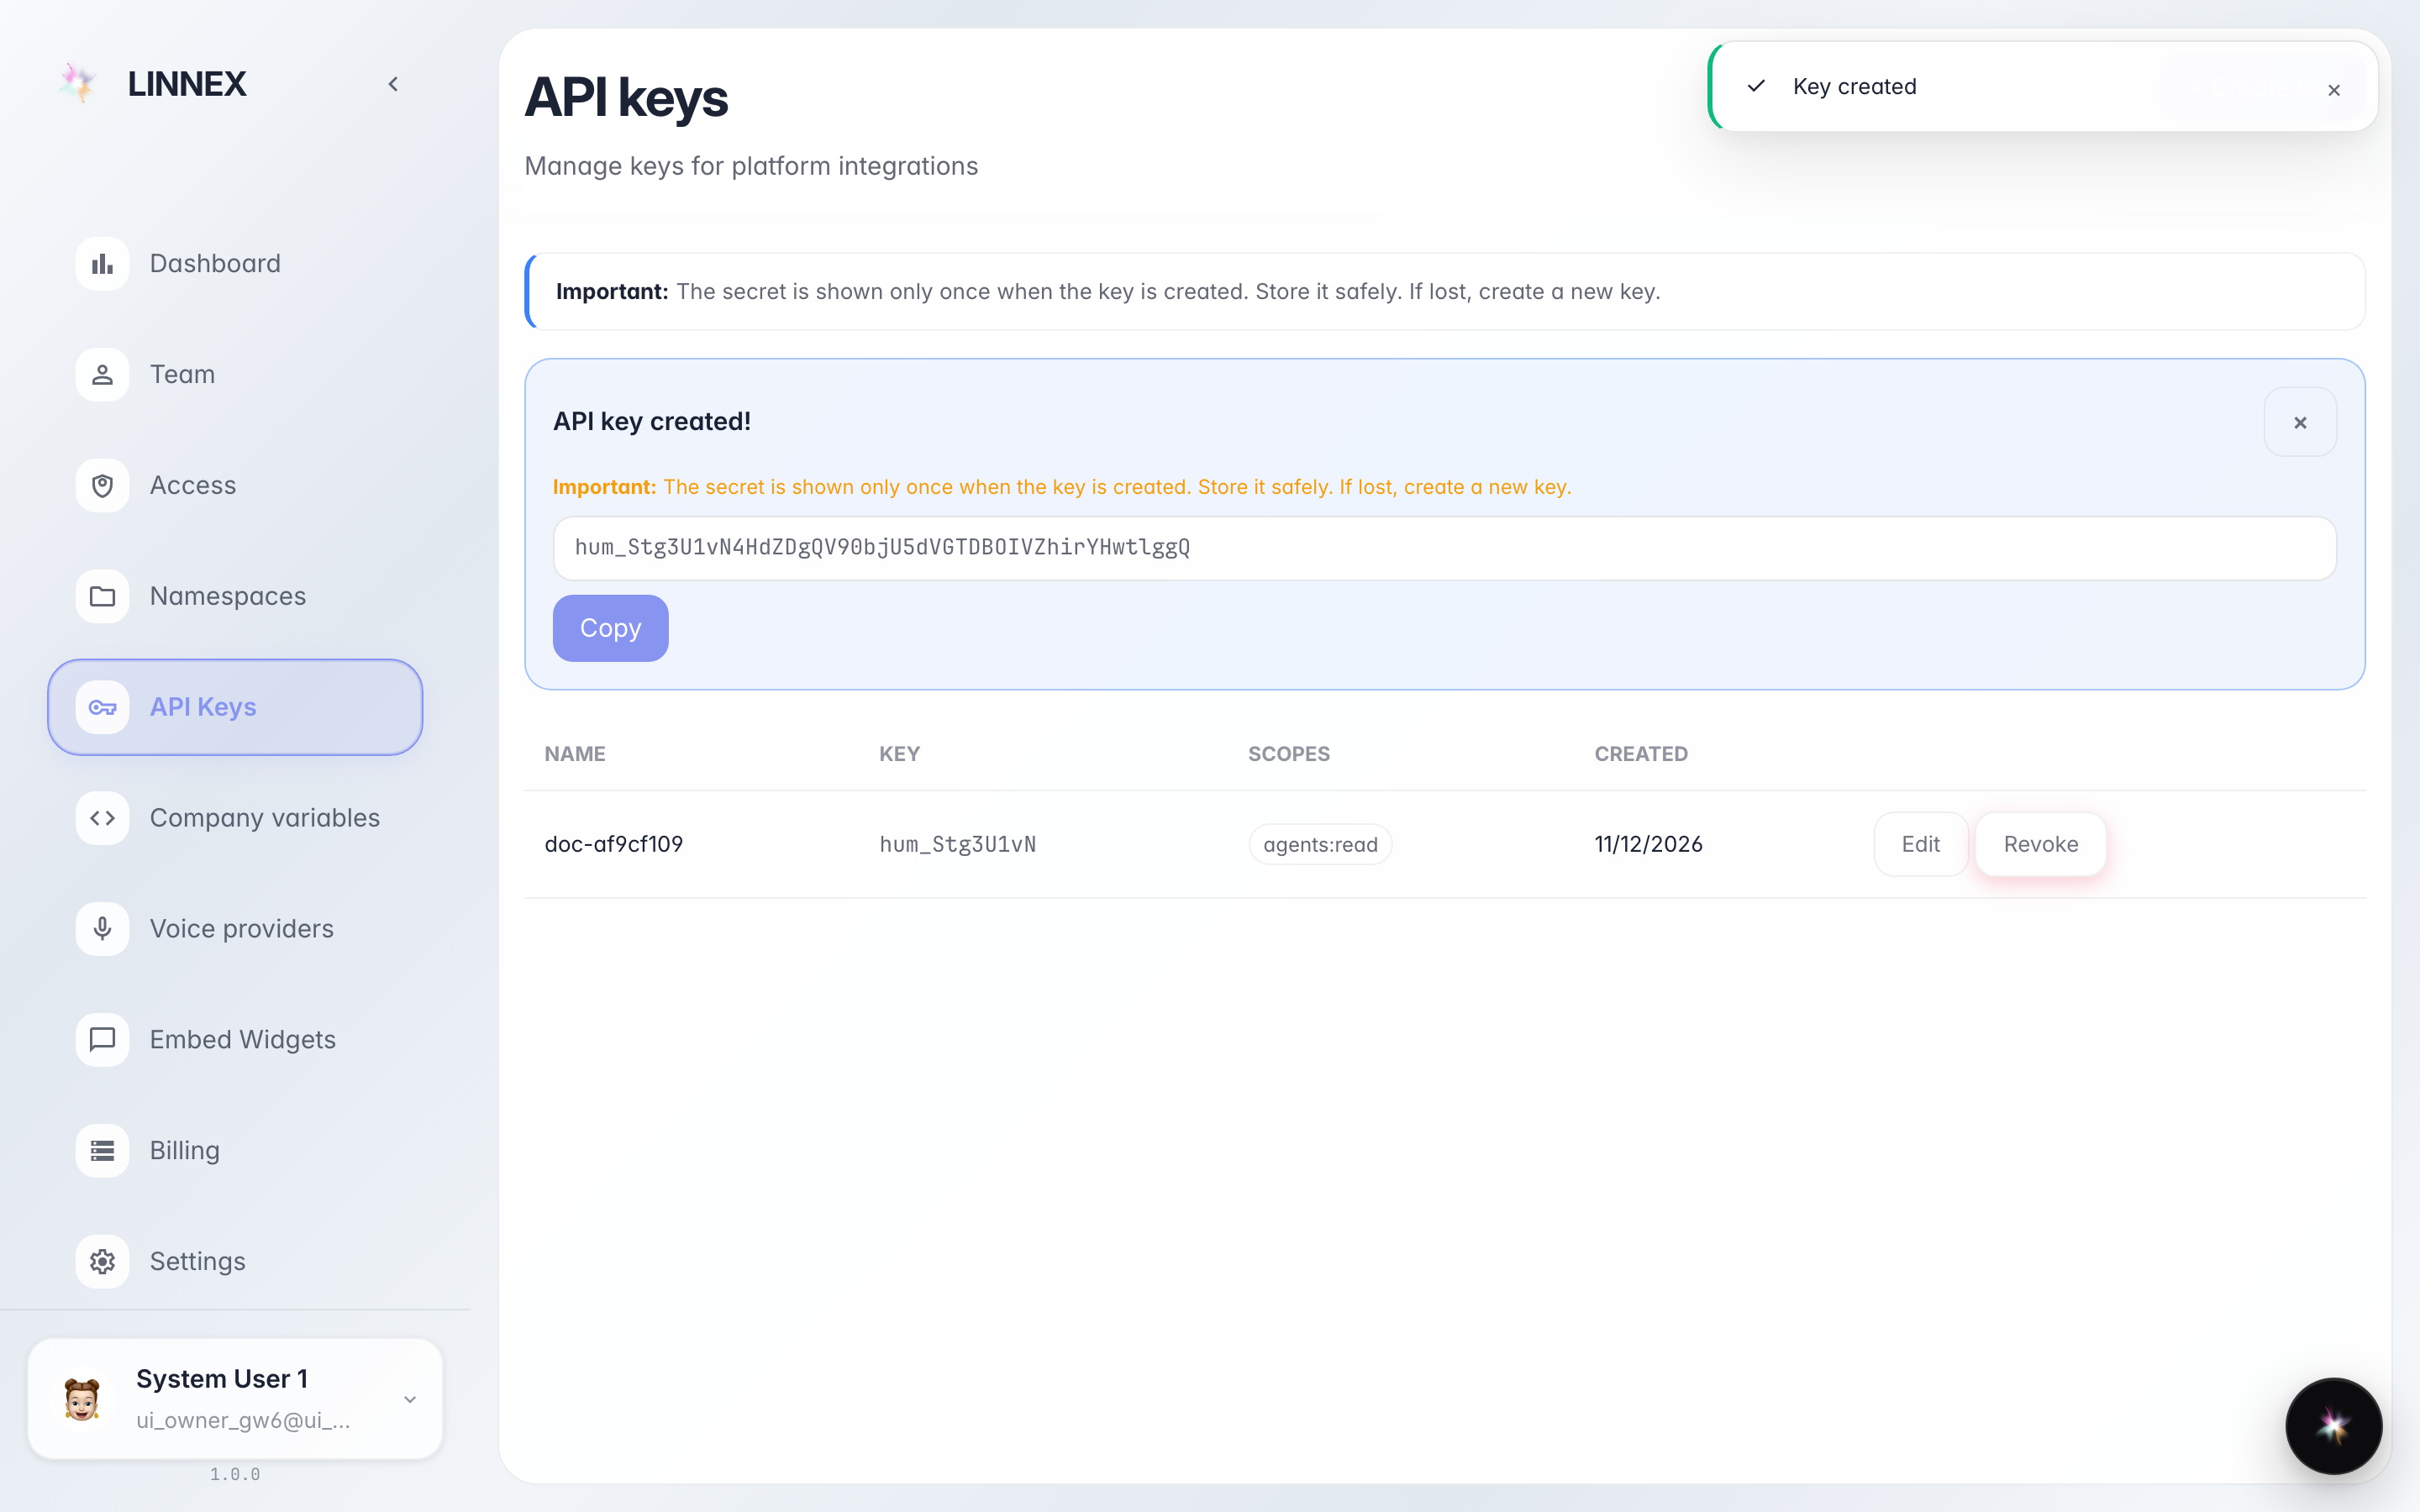 LINNEX
Dashboard
Team
Access
Namespaces
API Keys
Company variables
Voice providers
Embed Widgets
Billing
Settings
System User 1
ui_owner_gw6@ui_...
1.0.0
API keys
Manage keys for platform integrations
Key created
Important: The secret is shown only once when the key is created. Store it safely. If lost, create a new key.
API key created!
Important: The secret is shown only once when the key is created. Store it safely. If lost, create a new key.
hum_Stg3U1vN4HdZDgQV90bjU5dVGTDBOIVZhirYHwtlggQ
Copy
NAME KEY SCOPES CREATED
doc-af9cf109 hum_Stg3U1vN agents:read 11/12/2026 Edit Revoke